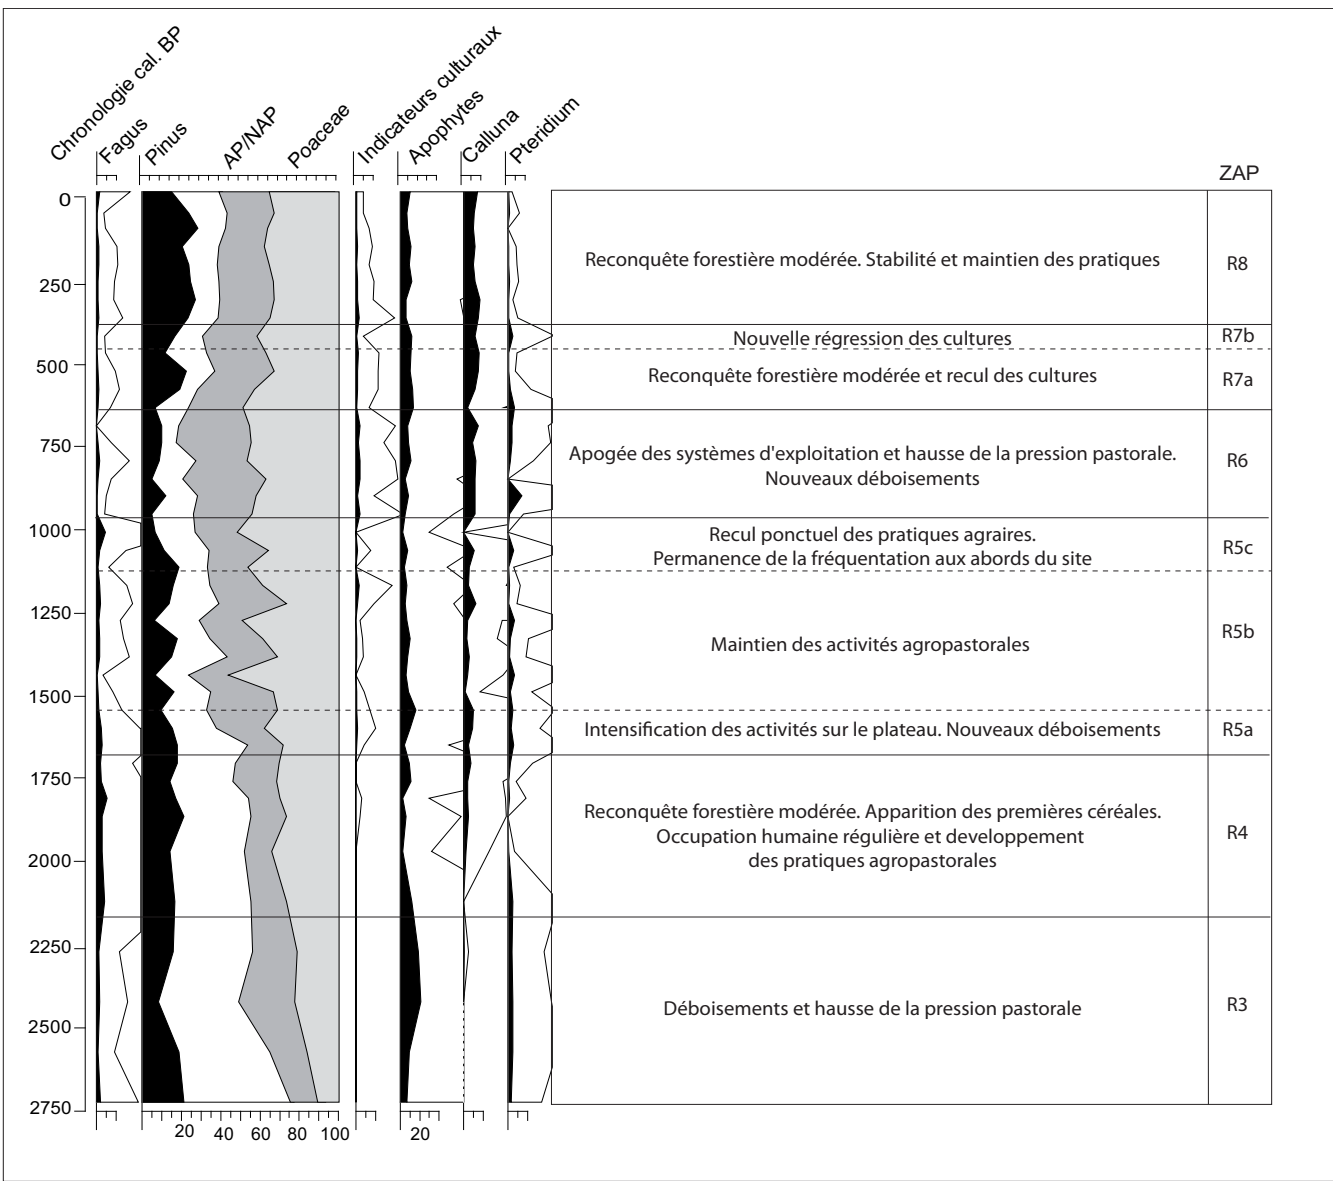 Chronologie cal. BP
Fagus
Pinus
AP/NAP
Poaceae
Indicateurs culturaux
Apophytes
Calluna
Pteridium
ZAP
0
250
500
750
1000
1250
1500
1750
2000
2250
2500
2750
Reconquête forestière modérée. Stabilité et maintien des pratiques
R8
Nouvelle régression des cultures
R7b
Reconquête forestière modérée et recul des cultures
R7a
Apogée des systèmes d'exploitation et hausse de la pression pastorale.
Nouveaux déboisements
R6
Recul ponctuel des pratiques agraires.
Permanence de la fréquentation aux abords du site
R5c
Maintien des activités agropastorales
R5b
Intensification des activités sur le plateau. Nouveaux déboisements
R5a
Reconquête forestière modérée. Apparition des premières céréales.
Occupation humaine régulière et developpement
des pratiques agropastorales
R4
Déboisements et hausse de la pression pastorale
R3
20 40 60 80 100
20